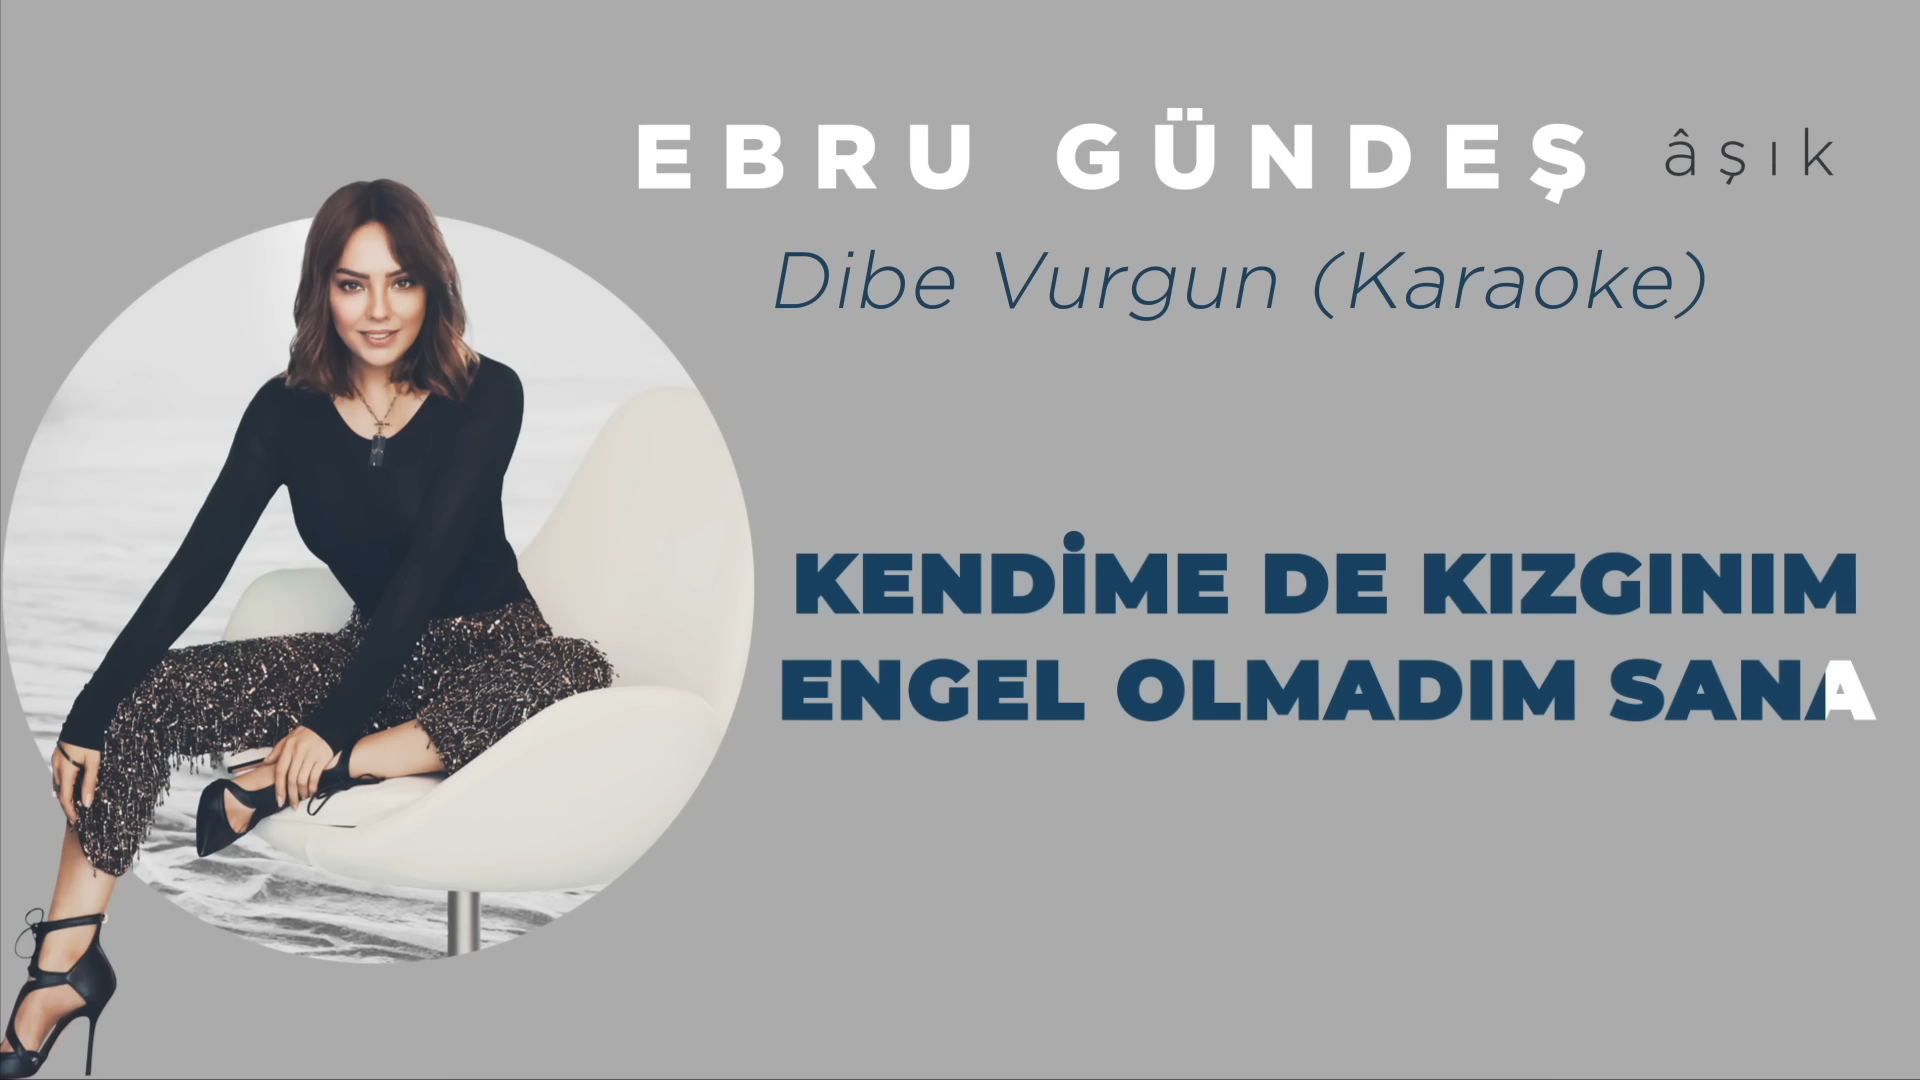 EBRU GÜNDEŞ âşık
Dibe Vurgun (Karaoke)
KENDİME DE KIZGINIM
ENGEL OLMADIM SANA